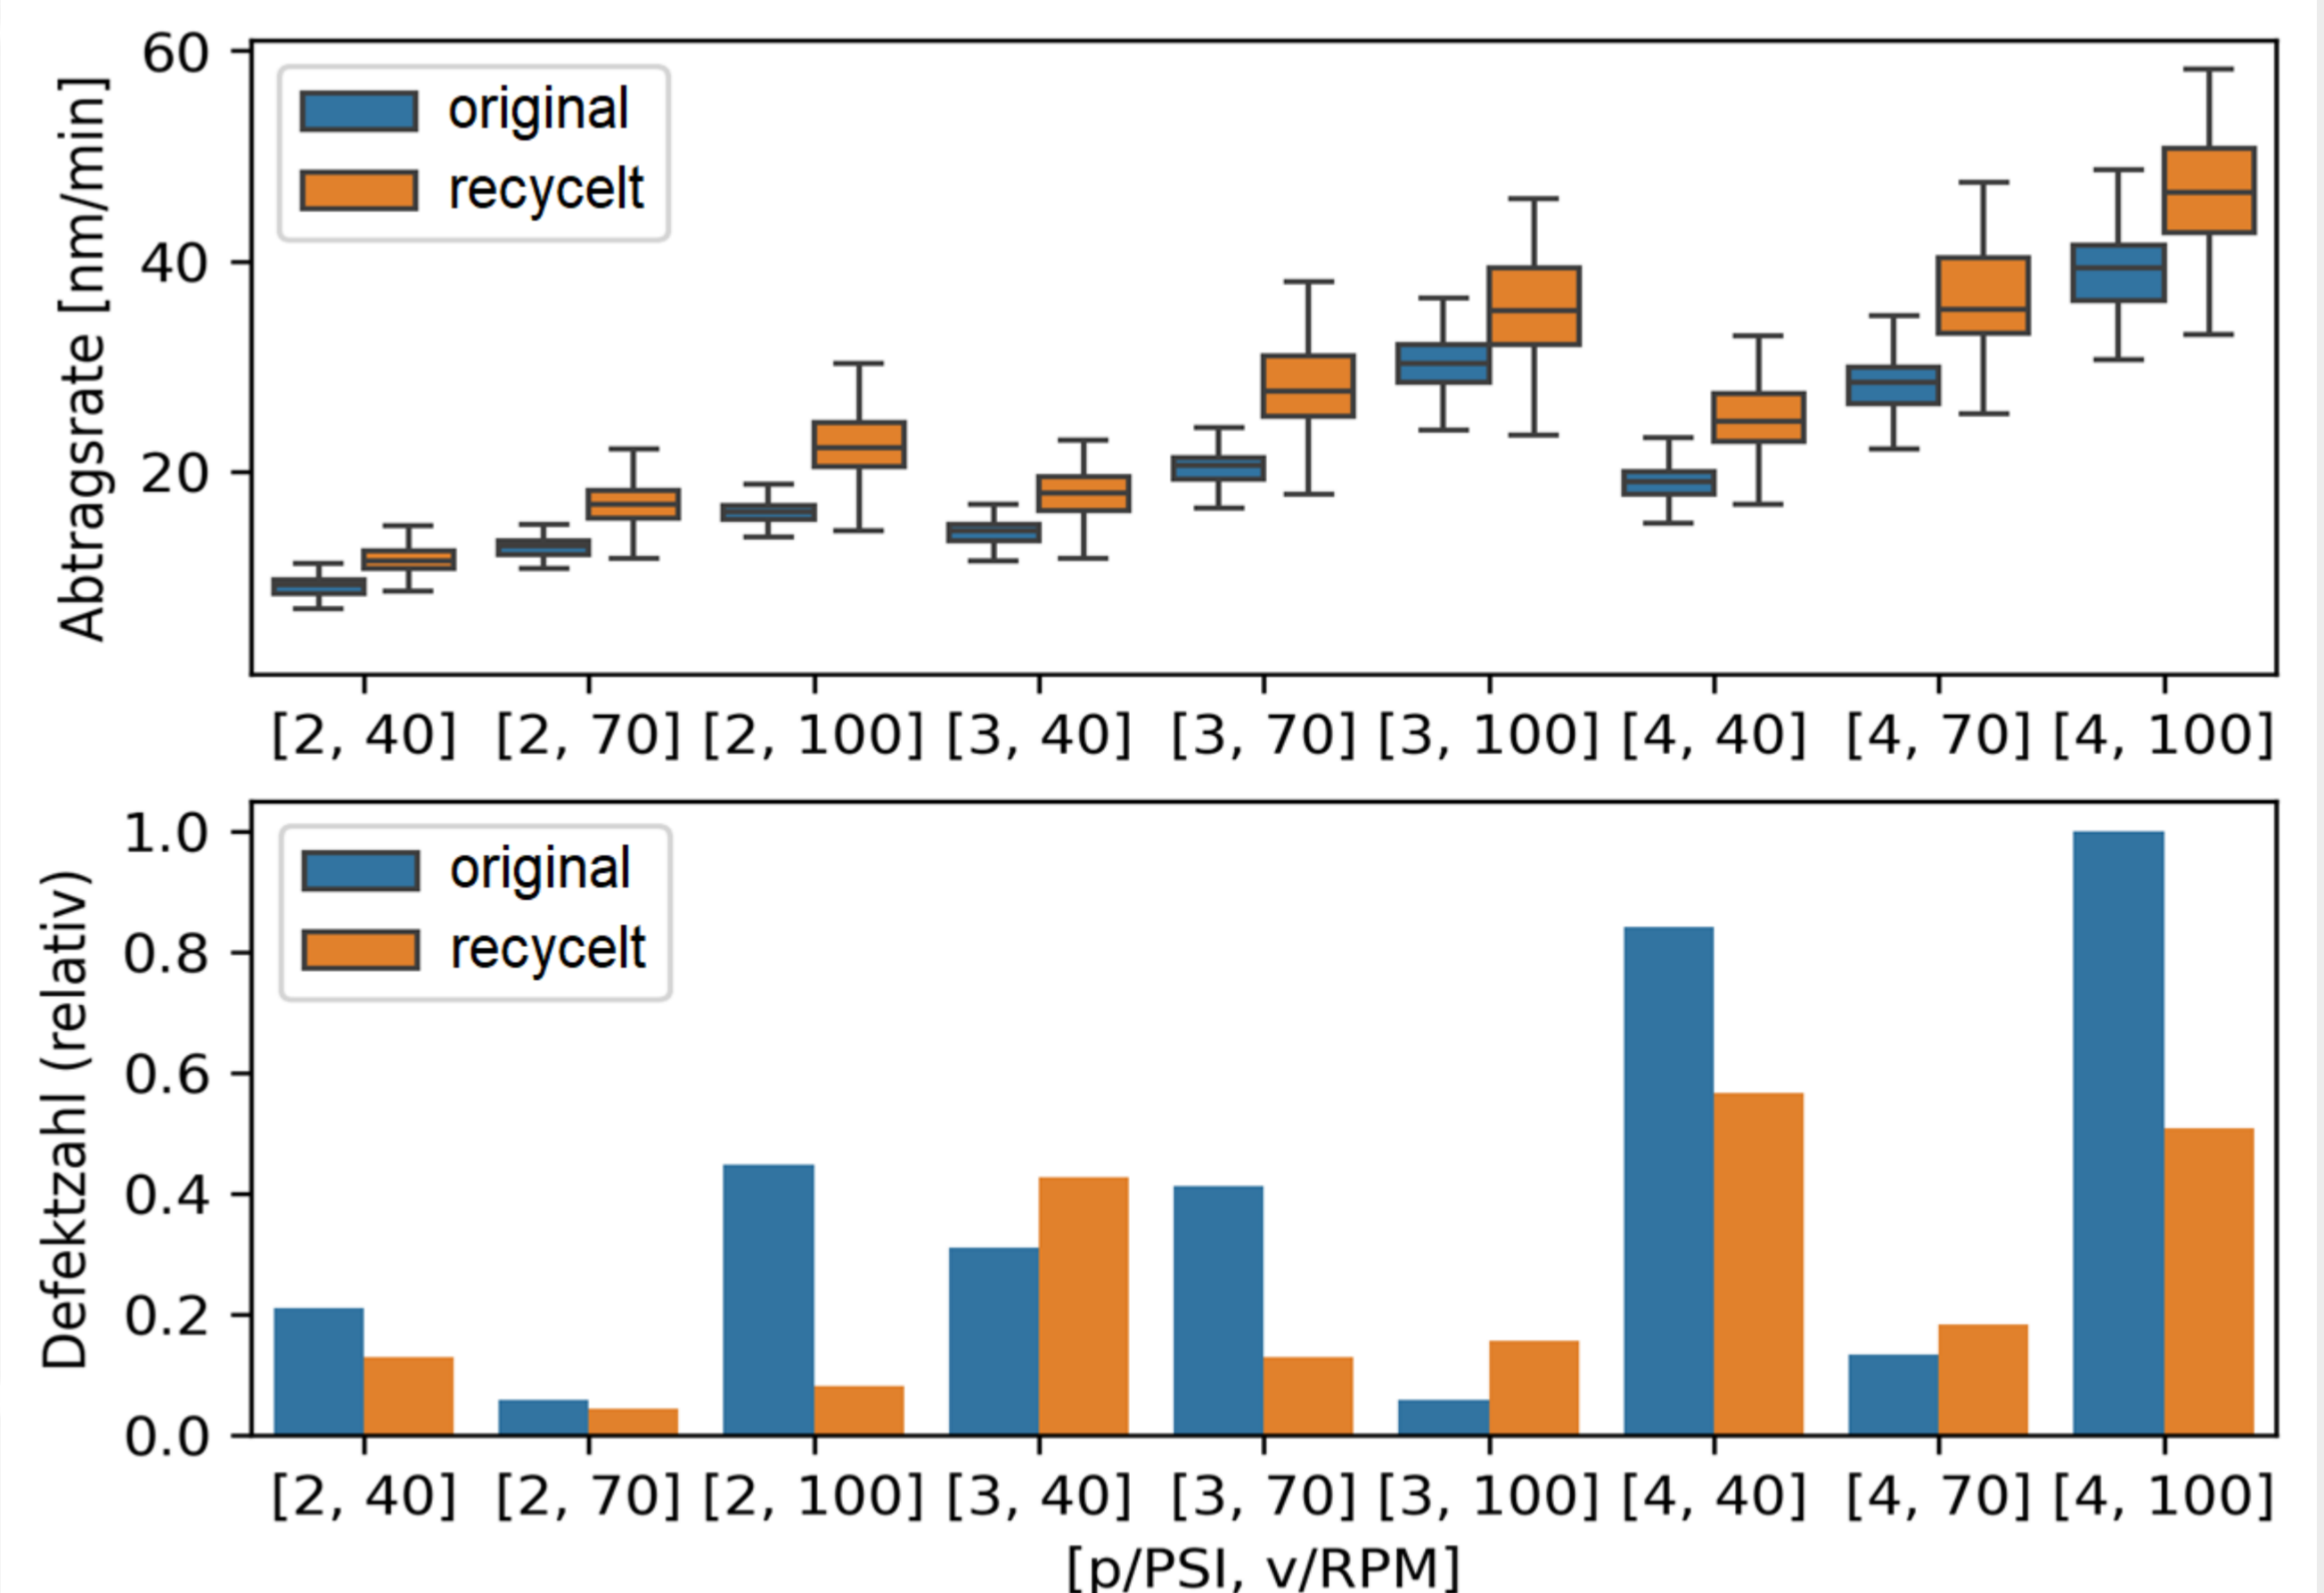 Abtragsrate [nm/min]
60
40
20
original
recycelt
[2, 40] [2, 70] [2, 100] [3, 40] [3, 70] [3, 100] [4, 40] [4, 70] [4, 100]
Defektzahl (relativ)
1.0
0.8
0.6
0.4
0.2
0.0
original
recycelt
[2, 40] [2, 70] [2, 100] [3, 40] [3, 70] [3, 100] [4, 40] [4, 70] [4, 100]
[p/PSI, v/RPM]